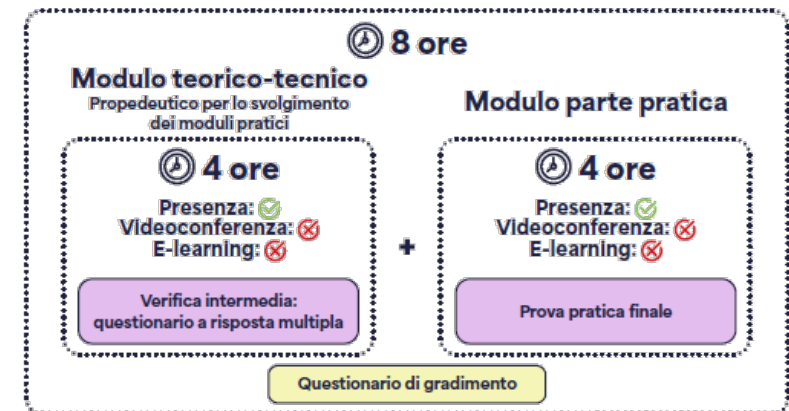 8 ore
Modulo teorico-tecnico
Propedeutico per lo svolgimento
dei moduli pratici
4 ore
Presenza:
Videoconferenza:
E-learning:
Verifica intermedia:
questionario a risposta multipla
+
Modulo parte pratica
4 ore
Presenza:
Videoconferenza:
E-learning:
Prova pratica finale
Questionario di gradimento